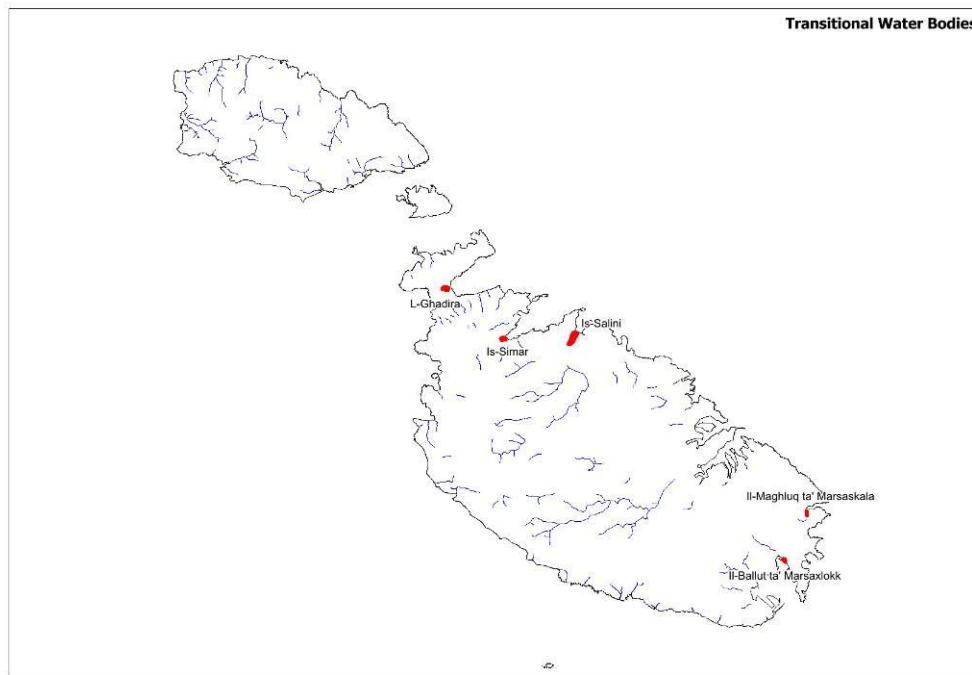 Transitional Water Bodies
L-Ghadira
Is-Salini
Is-Simar
Il-Maghluq ta' Marsaskala
Il-Ballut ta' Marsaxlokk